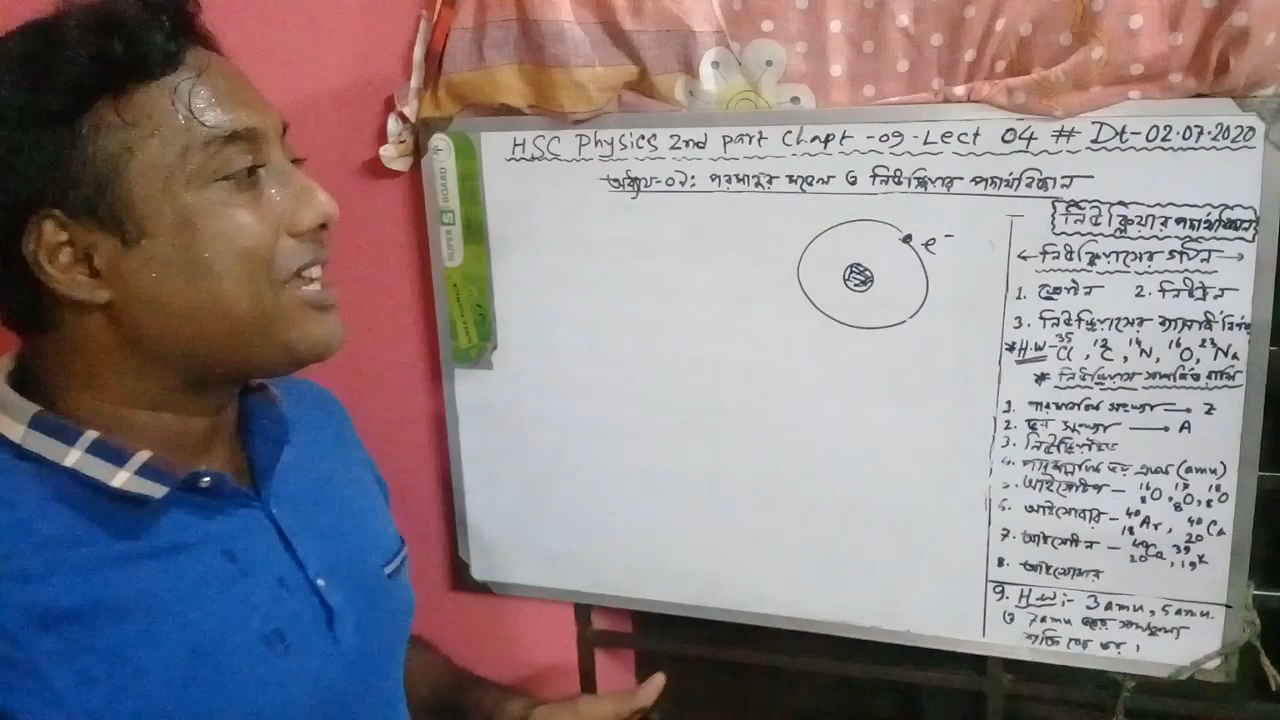 HSC Physics 2nd part Chapt -09-Lect 04 # Dt-02.07.2020
অধ্যায়-০৯: পরমাণুর মডেল ও নিউক্লিয়ার পদার্থবিজ্ঞান
SUPER BOARD
e⁻
নিউক্লিয়ার পদার্থবিজ্ঞান
নিউক্লিয়াসের গঠন
1. প্রোটন 2. নিউট্রন
3. নিউক্লিয়াসের ব্যাসার্ধ নির্ণয়
*H.W- ³⁵Cl, ¹²C, ¹⁴N, ¹⁶O, ²³Na
* নিউক্লিয়াস সম্পর্কিত রাশি
1. পারমাণবিক সংখ্যা → Z
2. ভর সংখ্যা → A
3. নিউক্লিয়াইড
4. পারমাণবিক ভর একক (amu)
5. আইসোটোপ - ¹⁶₈O, ¹⁷₈O, ¹⁸₈O
6. আইসোবার - ⁴⁰₁₈Ar, ⁴⁰₂₀Ca
7. আইসোটোন - ⁴⁰₂₀Ca, ³⁹₁₉K
8. আইসোমার
9. H.W:- 3amu, 5amu.
ও 7amu ভরের সমতুল্য
শক্তি বের কর।